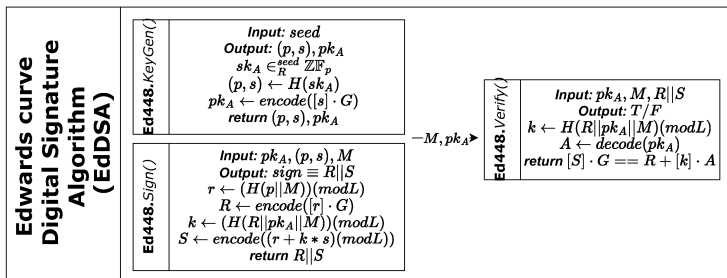 Edwards curve
Digital Signature
Algorithm
(EdDSA)
Ed448.KeyGen()
Input: seed
Output: (p, s), pk_A
sk_A ∈_R^seed ℤ𝔽_p
(p, s) ← H(sk_A)
pk_A ← encode([s] · G)
return (p, s), pk_A
Ed448.Sign()
Input: pk_A, (p, s), M
Output: sign ≡ R||S
r ← (H(p||M))(modL)
R ← encode([r] · G)
k ← (H(R||pk_A||M))(modL)
S ← encode((r + k * s)(modL))
return R||S
—M, pk_A➤
Ed448.Verify()
Input: pk_A, M, R||S
Output: T/F
k ← H(R||pk_A||M)(modL)
A ← decode(pk_A)
return [S] · G == R + [k] · A